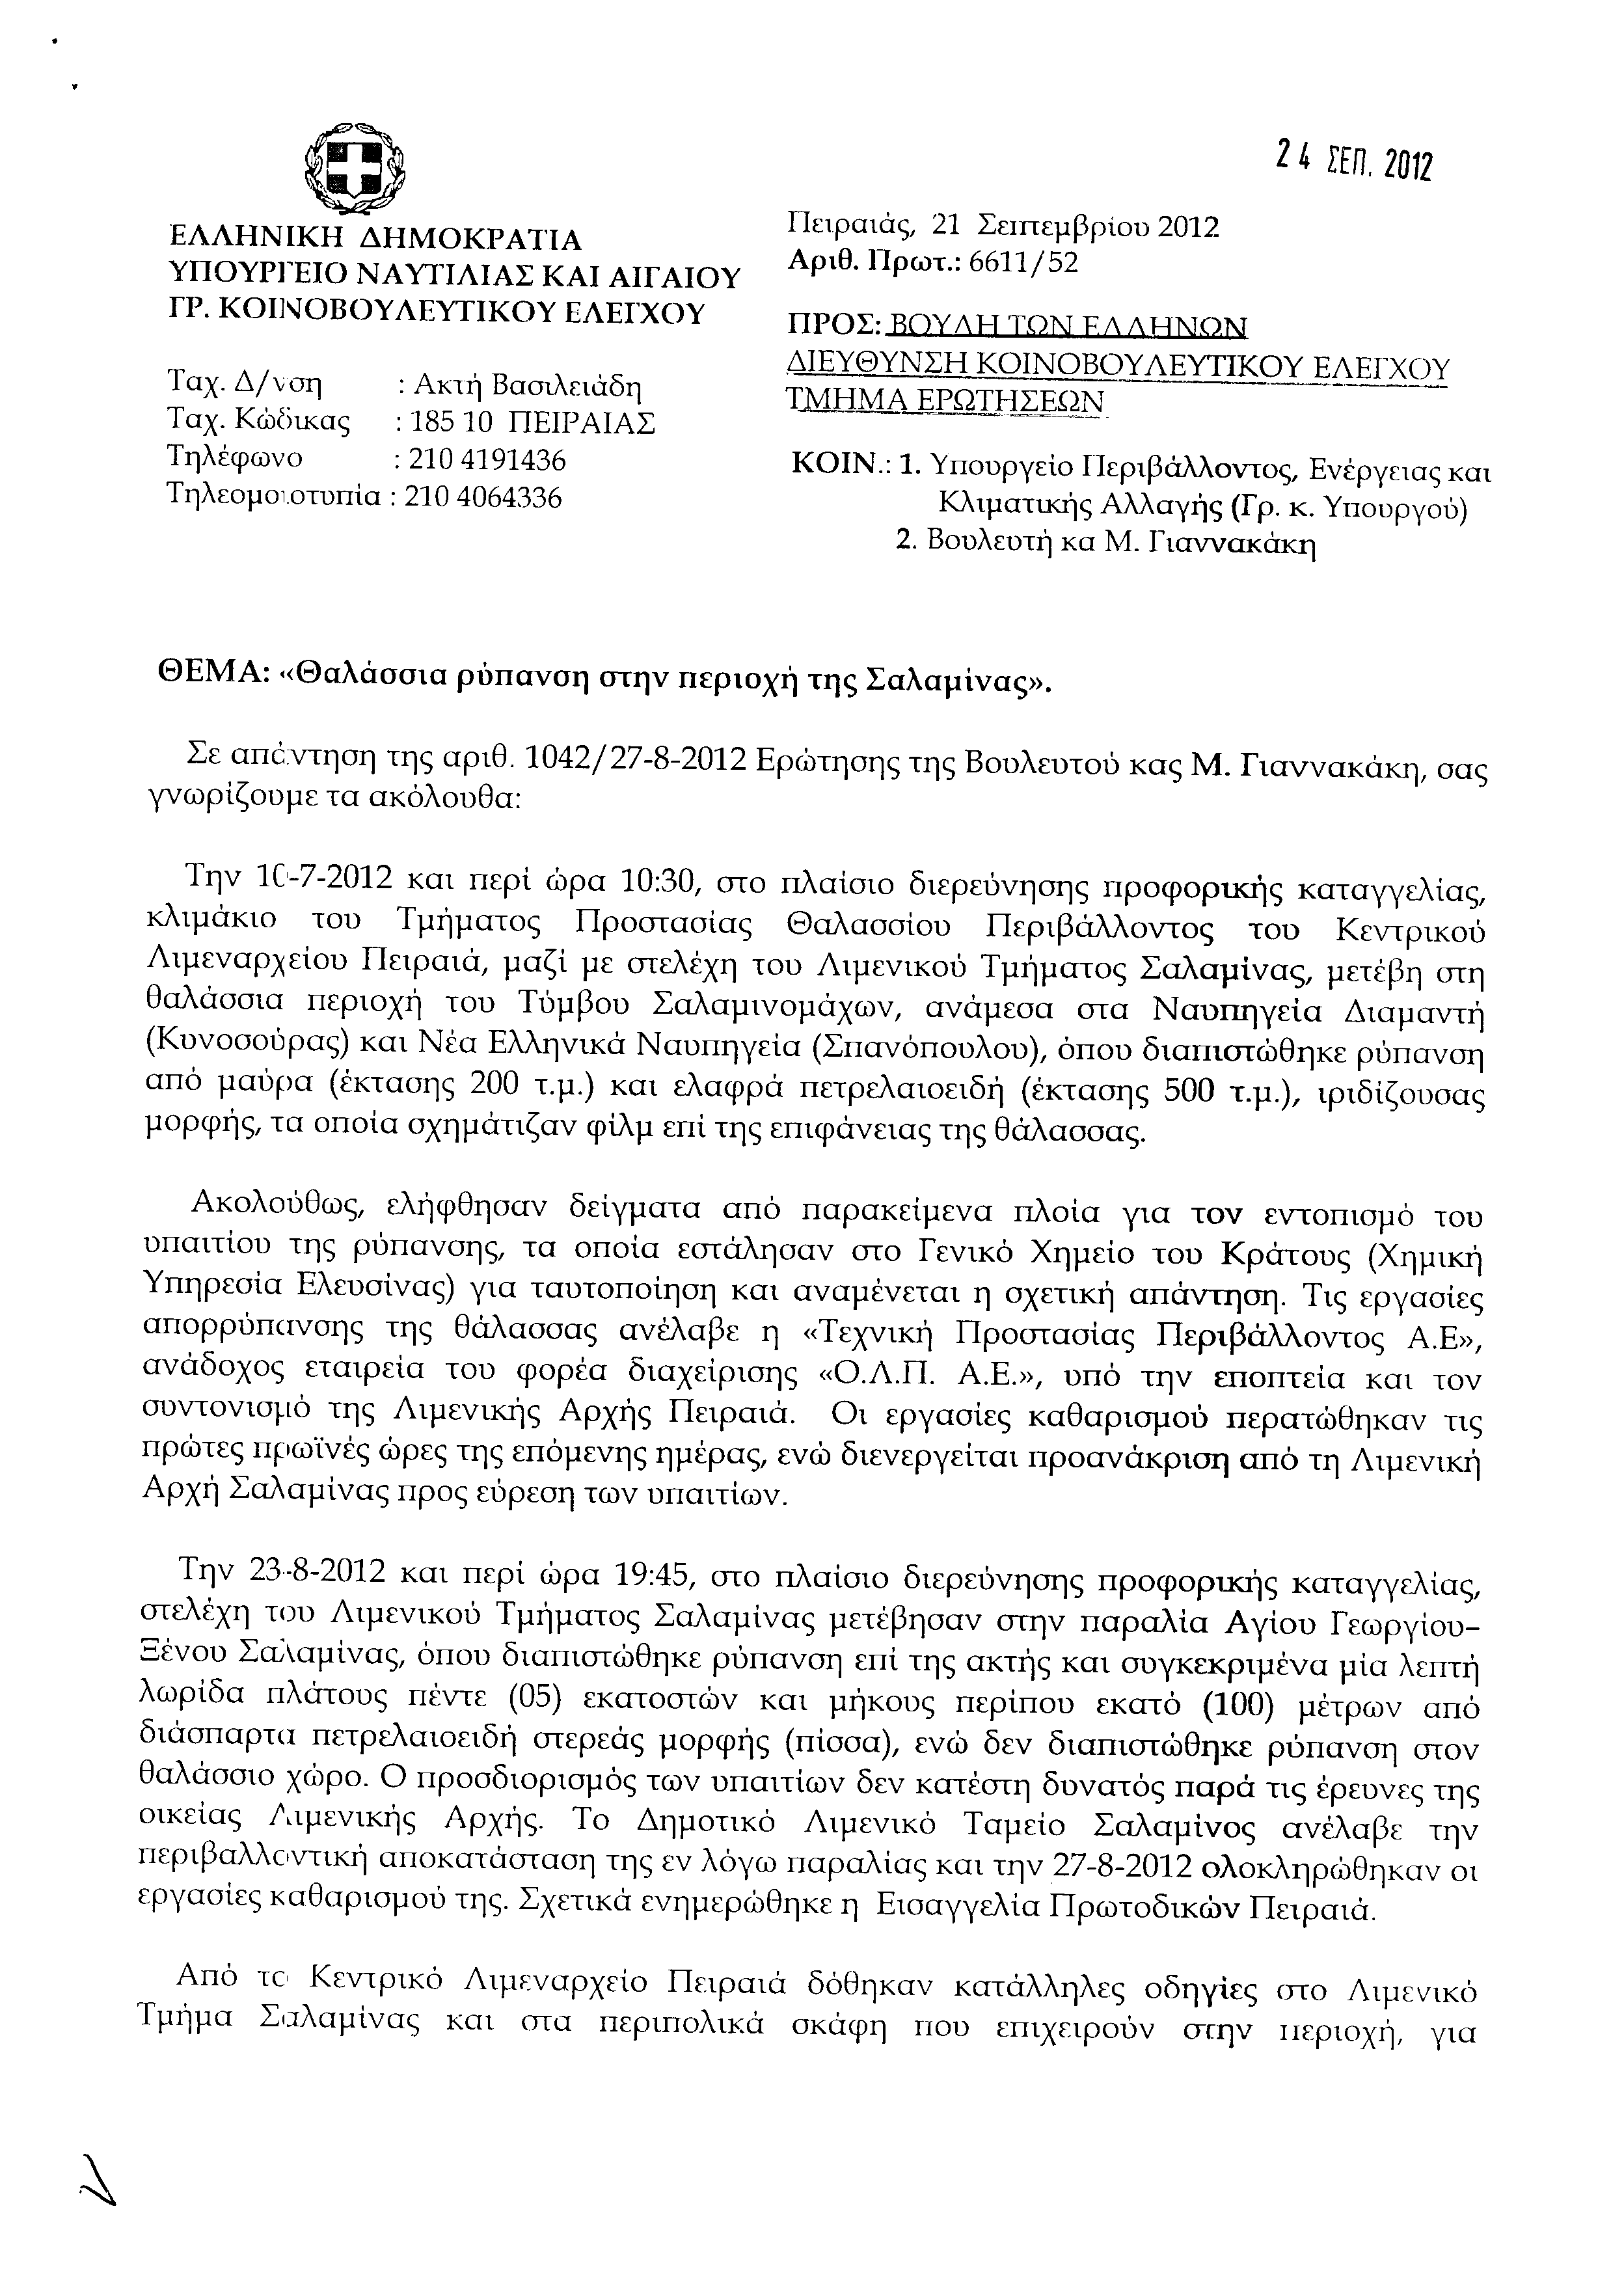 24 ΣΕΠ. 2012
ΕΛΛΗΝΙΚΗ ΔΗΜΟΚΡΑΤΙΑ
ΥΠΟΥΡΓΕΙΟ ΝΑΥΤΙΛΙΑΣ ΚΑΙ ΑΙΓΑΙΟΥ
ΓΡ. ΚΟΙΝΟΒΟΥΛΕΥΤΙΚΟΥ ΕΛΕΓΧΟΥ
Ταχ. Δ/νση : Ακτή Βασιλειάδη
Ταχ. Κώδικας : 185 10 ΠΕΙΡΑΙΑΣ
Τηλέφωνο : 210 4191436
Τηλεομοιοτυπία : 210 4064336
Πειραιάς, 21 Σεπτεμβρίου 2012
Αριθ. Πρωτ.: 6611/52
ΠΡΟΣ: ΒΟΥΛΗ ΤΩΝ ΕΛΛΗΝΩΝ
ΔΙΕΥΘΥΝΣΗ ΚΟΙΝΟΒΟΥΛΕΥΤΙΚΟΥ ΕΛΕΓΧΟΥ
ΤΜΗΜΑ ΕΡΩΤΗΣΕΩΝ
ΚΟΙΝ.: 1. Υπουργείο Περιβάλλοντος, Ενέργειας και
Κλιματικής Αλλαγής (Γρ. κ. Υπουργού)
2. Βουλευτή κα Μ. Γιαννακάκη
ΘΕΜΑ: «Θαλάσσια ρύπανση στην περιοχή της Σαλαμίνας».
Σε απάντηση της αριθ. 1042/27-8-2012 Ερώτησης της Βουλευτού κας Μ. Γιαννακάκη, σας
γνωρίζουμε τα ακόλουθα:
Την 10-7-2012 και περί ώρα 10:30, στο πλαίσιο διερεύνησης προφορικής καταγγελίας,
κλιμάκιο του Τμήματος Προστασίας Θαλασσίου Περιβάλλοντος του Κεντρικού
Λιμεναρχείου Πειραιά, μαζί με στελέχη του Λιμενικού Τμήματος Σαλαμίνας, μετέβη στη
θαλάσσια περιοχή του Τύμβου Σαλαμινομάχων, ανάμεσα στα Ναυπηγεία Διαμαντή
(Κυνοσούρας) και Νέα Ελληνικά Ναυπηγεία (Σπανόπουλου), όπου διαπιστώθηκε ρύπανση
από μαύρα (έκτασης 200 τ.μ.) και ελαφρά πετρελαιοειδή (έκτασης 500 τ.μ.), ιριδίζουσας
μορφής, τα οποία σχημάτιζαν φίλμ επί της επιφάνειας της θάλασσας.
Ακολούθως, ελήφθησαν δείγματα από παρακείμενα πλοία για τον εντοπισμό του
υπαιτίου της ρύπανσης, τα οποία εστάλησαν στο Γενικό Χημείο του Κράτους (Χημική
Υπηρεσία Ελευσίνας) για ταυτοποίηση και αναμένεται η σχετική απάντηση. Τις εργασίες
απορρύπανσης της θάλασσας ανέλαβε η «Τεχνική Προστασίας Περιβάλλοντος Α.Ε»,
ανάδοχος εταιρεία του φορέα διαχείρισης «Ο.Λ.Π. Α.Ε.», υπό την εποπτεία και τον
συντονισμό της Λιμενικής Αρχής Πειραιά. Οι εργασίες καθαρισμού περατώθηκαν τις
πρώτες πρωϊνές ώρες της επόμενης ημέρας, ενώ διενεργείται προανάκριση από τη Λιμενική
Αρχή Σαλαμίνας προς εύρεση των υπαιτίων.
Την 23-8-2012 και περί ώρα 19:45, στο πλαίσιο διερεύνησης προφορικής καταγγελίας,
στελέχη του Λιμενικού Τμήματος Σαλαμίνας μετέβησαν στην παραλία Αγίου Γεωργίου–
Ξένου Σαλαμίνας, όπου διαπιστώθηκε ρύπανση επί της ακτής και συγκεκριμένα μία λεπτή
λωρίδα πλάτους πέντε (05) εκατοστών και μήκους περίπου εκατό (100) μέτρων από
διάσπαρτα πετρελαιοειδή στερεάς μορφής (πίσσα), ενώ δεν διαπιστώθηκε ρύπανση στον
θαλάσσιο χώρο. Ο προσδιορισμός των υπαιτίων δεν κατέστη δυνατός παρά τις έρευνες της
οικείας Λιμενικής Αρχής. Το Δημοτικό Λιμενικό Ταμείο Σαλαμίνος ανέλαβε την
περιβαλλοντική αποκατάσταση της εν λόγω παραλίας και την 27-8-2012 ολοκληρώθηκαν οι
εργασίες καθαρισμού της. Σχετικά ενημερώθηκε η Εισαγγελία Πρωτοδικών Πειραιά.
Από το Κεντρικό Λιμεναρχείο Πειραιά δόθηκαν κατάλληλες οδηγίες στο Λιμενικό
Τμήμα Σαλαμίνας και στα περιπολικά σκάφη που επιχειρούν στην περιοχή, για